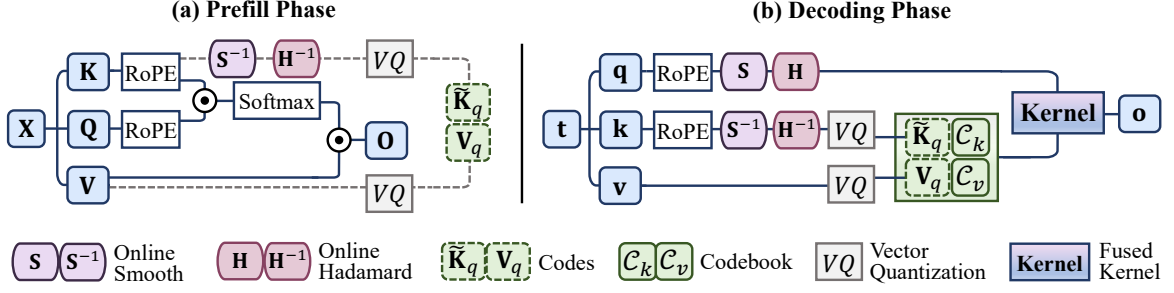 (a) Prefill Phase
K RoPE S⁻¹ H⁻¹ VQ
X Q RoPE Softmax O K̃q
V VQ Vq
(b) Decoding Phase
q RoPE S H
t k RoPE S⁻¹ H⁻¹ VQ K̃q 𝒞k Kernel o
v VQ Vq 𝒞v
S S⁻¹ Online
Smooth
H H⁻¹ Online
Hadamard
K̃q Vq Codes
𝒞k 𝒞v Codebook
VQ Vector
Quantization
Kernel Fused
Kernel